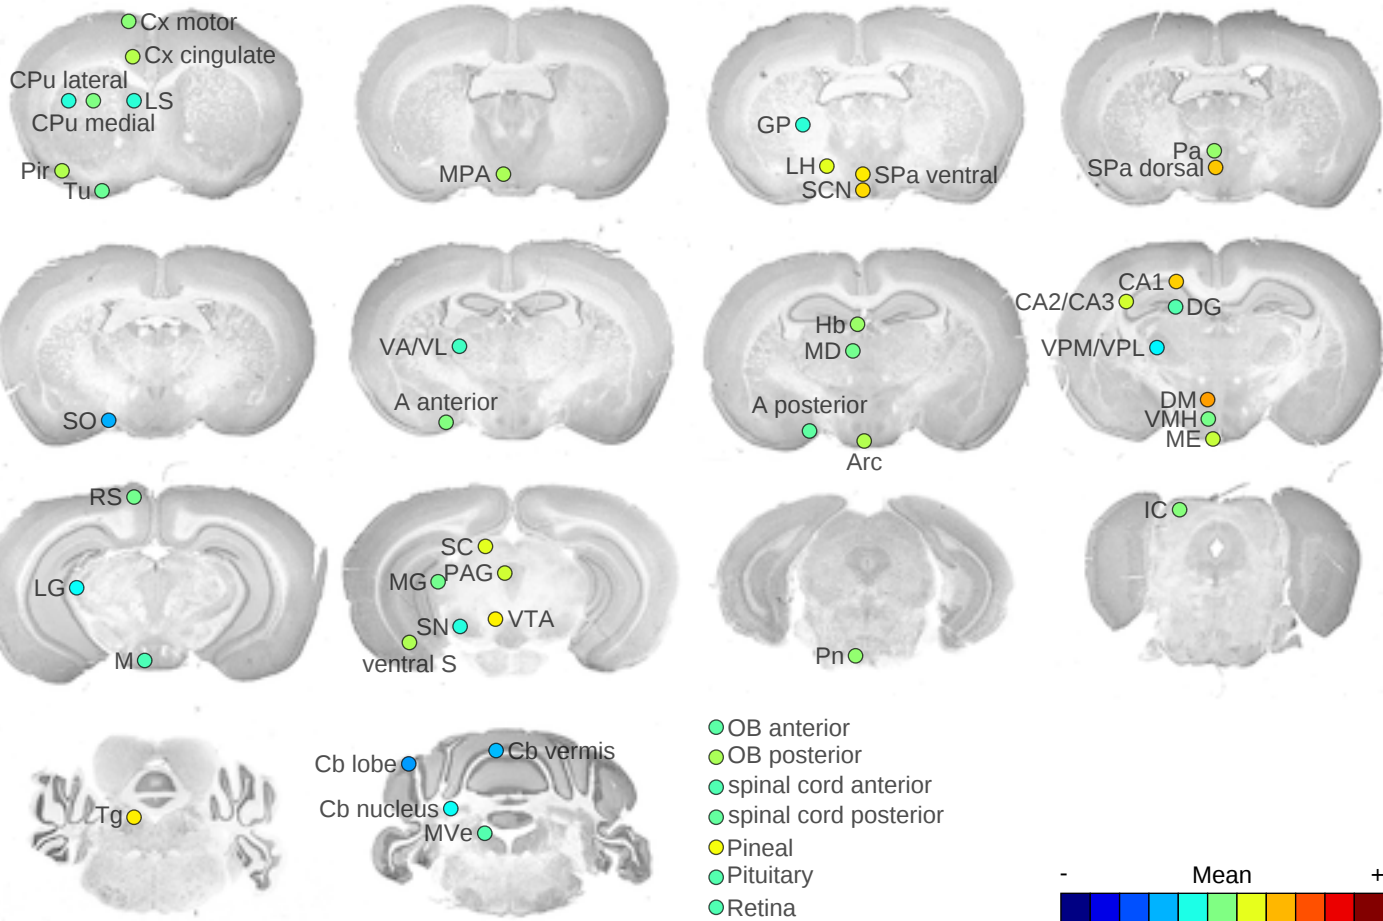 Cx motor
Cx cingulate
CPu lateral
LS
CPu medial
Pir
Tu
MPA
GP
LH
SPa ventral
SCN
Pa
SPa dorsal
SO
VA/VL
A anterior
Hb
MD
A posterior
Arc
CA1
CA2/CA3
DG
VPM/VPL
DM
VMH
ME
RS
LG
M
SC
PAG
MG
SN
VTA
ventral S
Pn
IC
Tg
Cb lobe
Cb vermis
Cb nucleus
MVe
OB anterior
OB posterior
spinal cord anterior
spinal cord posterior
Pineal
Pituitary
Retina
- Mean +